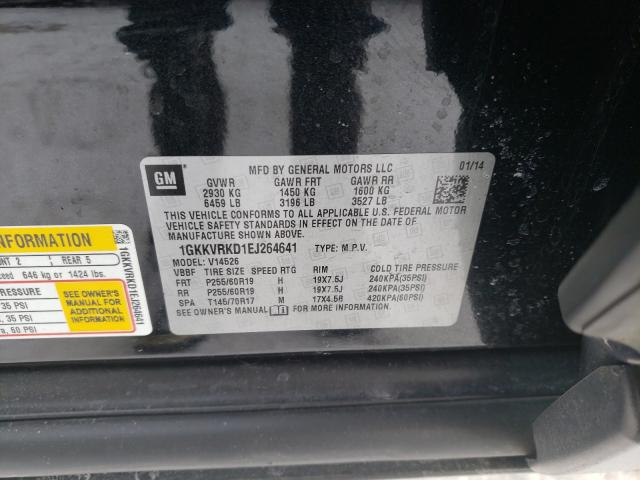 GM
MFD BY GENERAL MOTORS LLC 01/14
GVWR GAWR FRT GAWR RR
2930 KG 1450 KG 1600 KG
6459 LB 3196 LB 3527 LB
THIS VEHICLE CONFORMS TO ALL APPLICABLE U.S. FEDERAL MOTOR
VEHICLE SAFETY STANDARDS IN EFFECT ON THE DATE OF
MANUFACTURE SHOWN ABOVE.
1GKKVRKD1EJ264641 TYPE: M.P.V.
MODEL: V14526
VBBF TIRE SIZE SPEED RTG RIM COLD TIRE PRESSURE
FRT P255/60R19 H 19X7.5J 240KPA(35PSI)
RR P255/60R19 H 19X7.5J 240KPA(35PSI)
SPA T145/70R17 M 17X4.5B 420KPA(60PSI)
SEE OWNER'S MANUAL i FOR MORE INFORMATION.
INFORMATION
2 REAR 5
646 kg or 1424 lbs.
PRESSURE
35 PSI
35 PSI
60 PSI
SEE OWNER'S
MANUAL FOR
ADDITIONAL
INFORMATION
1GKKVRKD1EJ264641